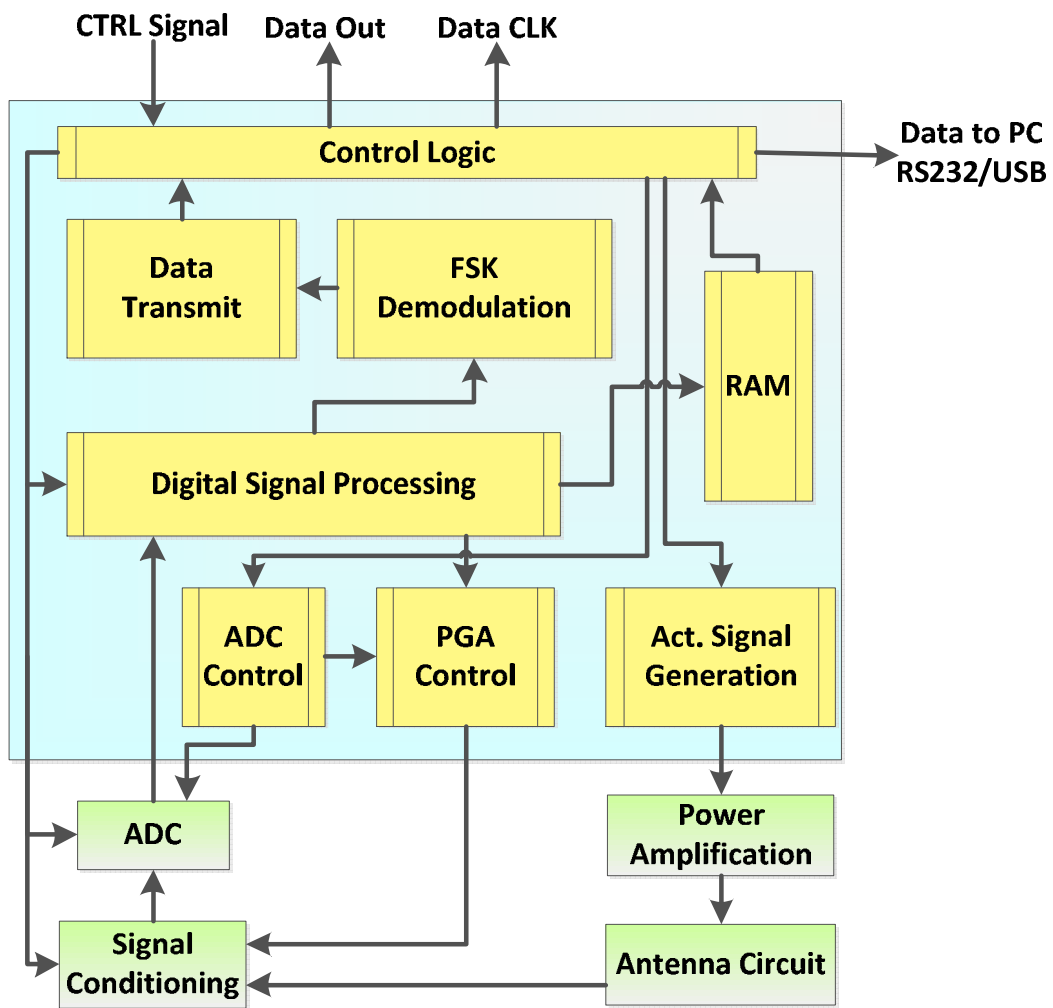 CTRL Signal
Data Out
Data CLK
Control Logic
Data to PC
RS232/USB
Data
Transmit
FSK
Demodulation
RAM
Digital Signal Processing
ADC
Control
PGA
Control
Act. Signal
Generation
ADC
Power
Amplification
Signal
Conditioning
Antenna Circuit